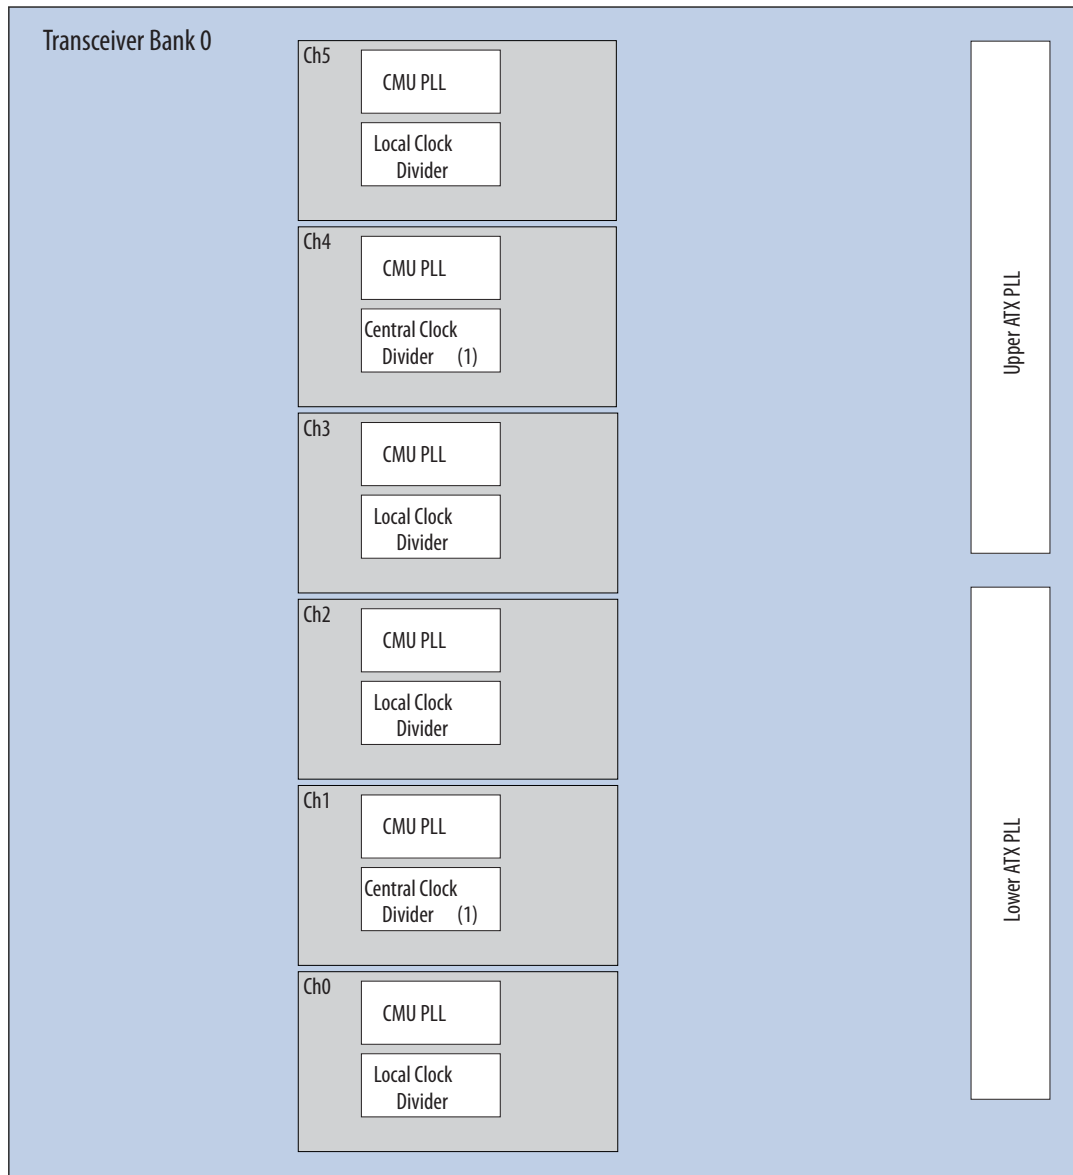 Transceiver Bank 0
Ch5
CMU PLL
Local Clock
Divider
Ch4
CMU PLL
Central Clock
Divider (1)
Ch3
CMU PLL
Local Clock
Divider
Ch2
CMU PLL
Local Clock
Divider
Ch1
CMU PLL
Central Clock
Divider (1)
Ch0
CMU PLL
Local Clock
Divider
Upper ATX PLL
Lower ATX PLL